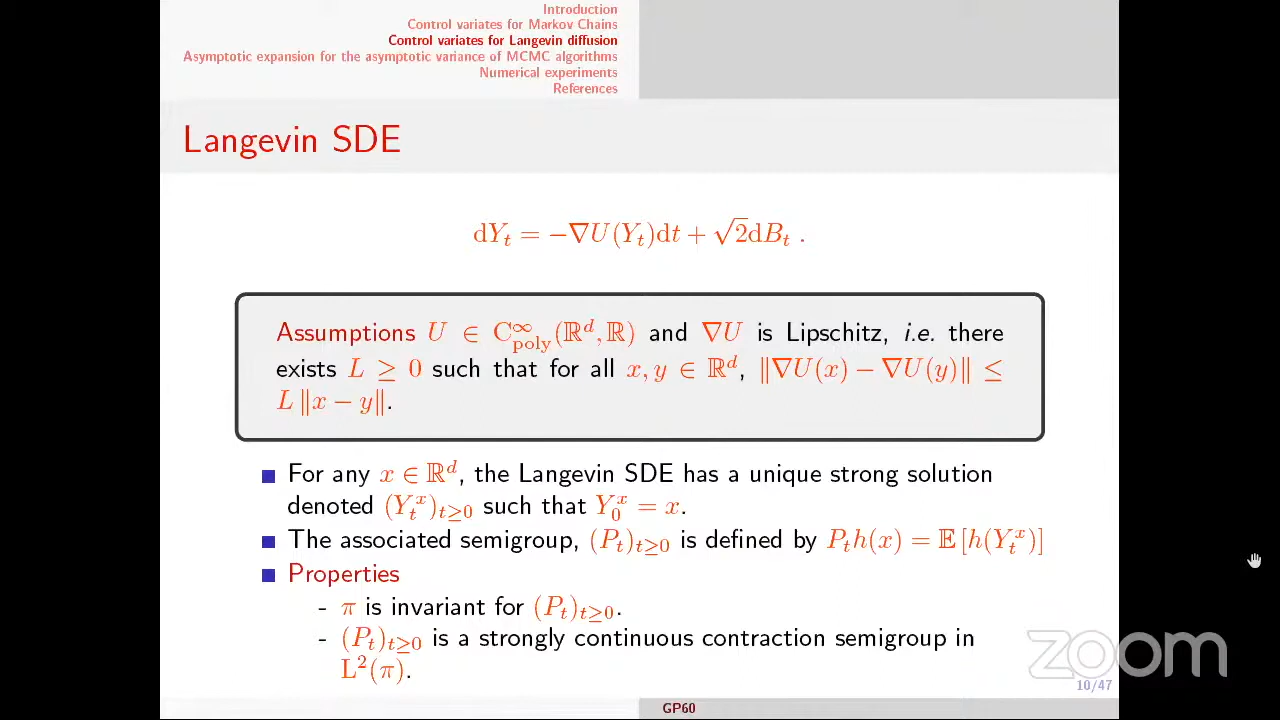 Introduction
Control variates for Markov Chains
Control variates for Langevin diffusion
Asymptotic expansion for the asymptotic variance of MCMC algorithms
Numerical experiments
References
Langevin SDE
dY_t = −∇U(Y_t)dt + √2dB_t .
Assumptions U ∈ C^∞_poly(ℝ^d, ℝ) and ∇U is Lipschitz, i.e. there
exists L ≥ 0 such that for all x, y ∈ ℝ^d, ‖∇U(x) − ∇U(y)‖ ≤
L ‖x − y‖.
For any x ∈ ℝ^d, the Langevin SDE has a unique strong solution
denoted (Y_t^x)_{t≥0} such that Y_0^x = x.
The associated semigroup, (P_t)_{t≥0} is defined by P_t h(x) = 𝔼 [h(Y_t^x)]
Properties
- π is invariant for (P_t)_{t≥0}.
- (P_t)_{t≥0} is a strongly continuous contraction semigroup in
L²(π).
zoom
10/47
GP60